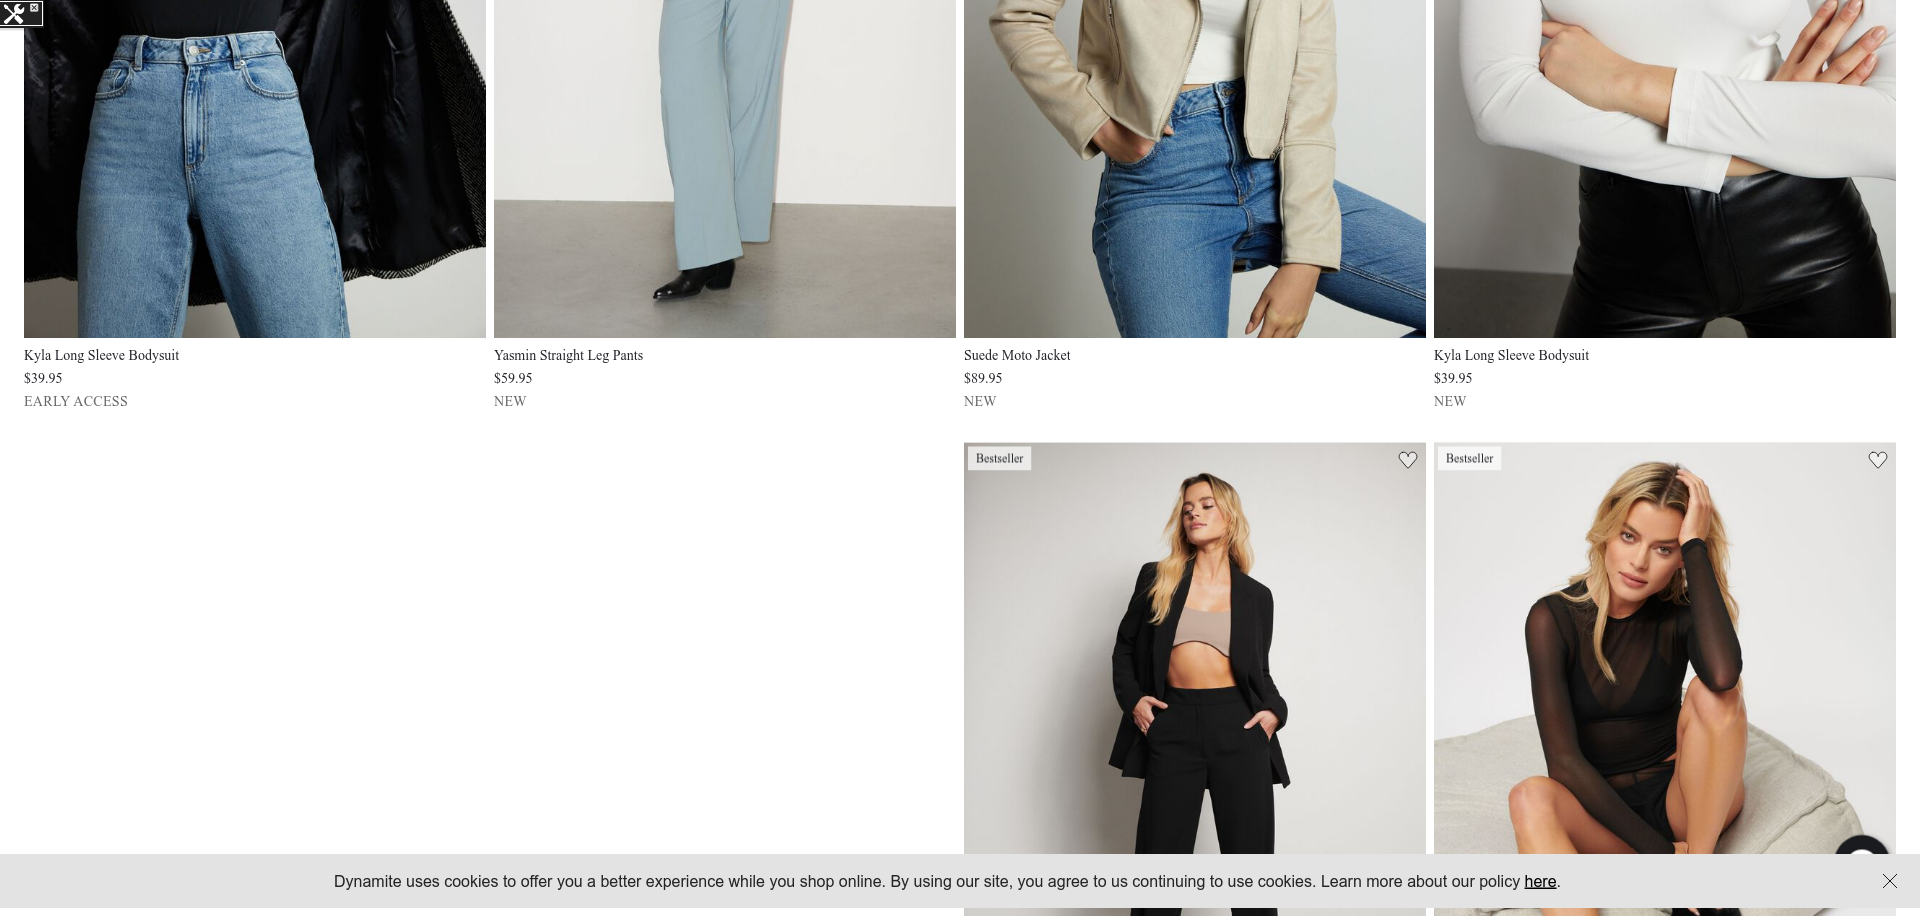 Kyla Long Sleeve Bodysuit
$39.95
EARLY ACCESS
Yasmin Straight Leg Pants
$59.95
NEW
Suede Moto Jacket
$89.95
NEW
Kyla Long Sleeve Bodysuit
$39.95
NEW
Bestseller
Bestseller
Dynamite uses cookies to offer you a better experience while you shop online. By using our site, you agree to us continuing to use cookies. Learn more about our policy here.